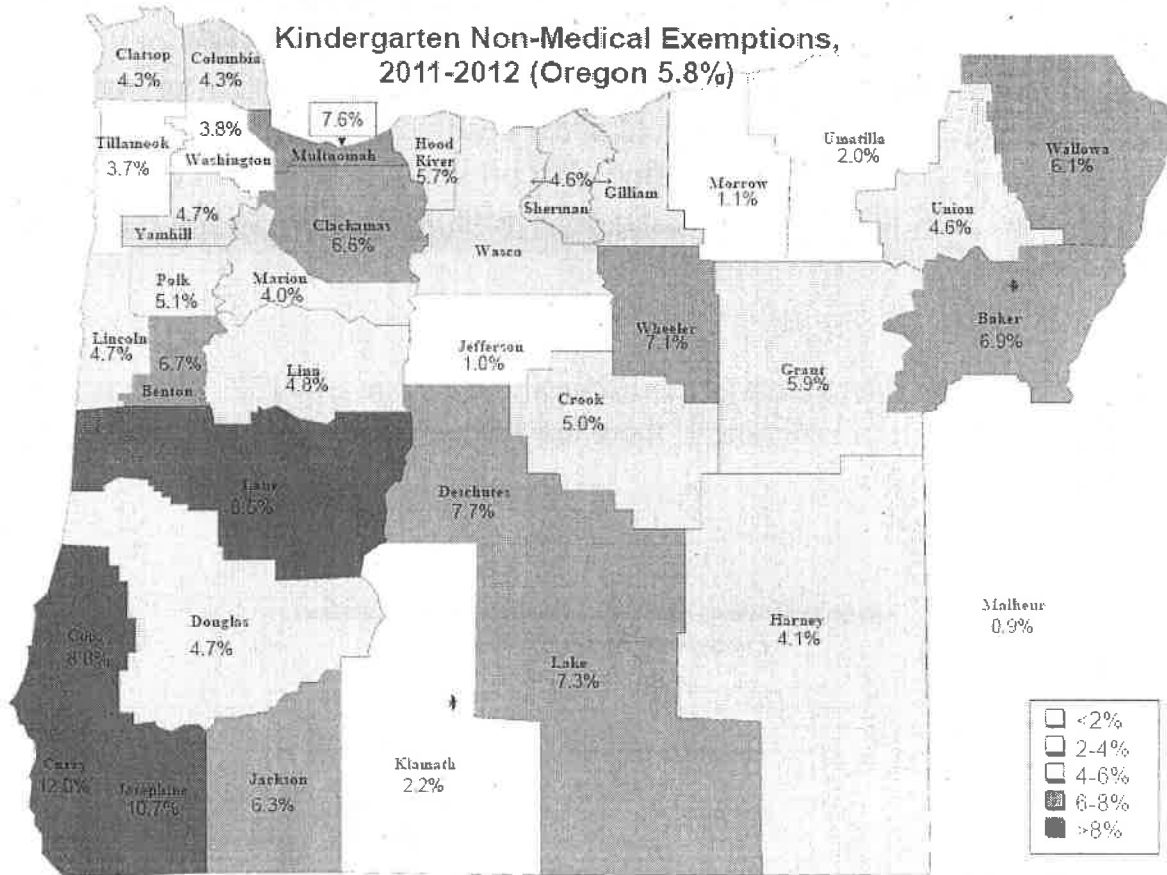 Kindergarten Non-Medical Exemptions,
2011-2012 (Oregon 5.8%)
Clatsop
4.3%
Columbia
4.3%
Tillamook
3.7%
3.8%
Washington
7.6%
Multnomah
Hood
River
5.7%
4.6%
Sherman
Gilliam
Wasco
Morrow
1.1%
Umatilla
2.0%
Union
4.6%
Wallowa
6.1%
4.7%
Yamhill
Clackamas
6.6%
Polk
5.1%
Marion
4.0%
Lincoln
4.7%
6.7%
Benton
Linn
4.8%
Jefferson
1.0%
Wheeler
7.1%
Grant
5.9%
Baker
6.9%
Crook
5.0%
Lane
Deschutes
7.7%
Douglas
4.7%
Coos
8.0%
Curry
12.0%
Josephine
10.7%
Jackson
6.3%
Klamath
2.2%
Lake
7.3%
Harney
4.1%
Malheur
0.9%
<2%
2-4%
4-6%
6-8%
>8%